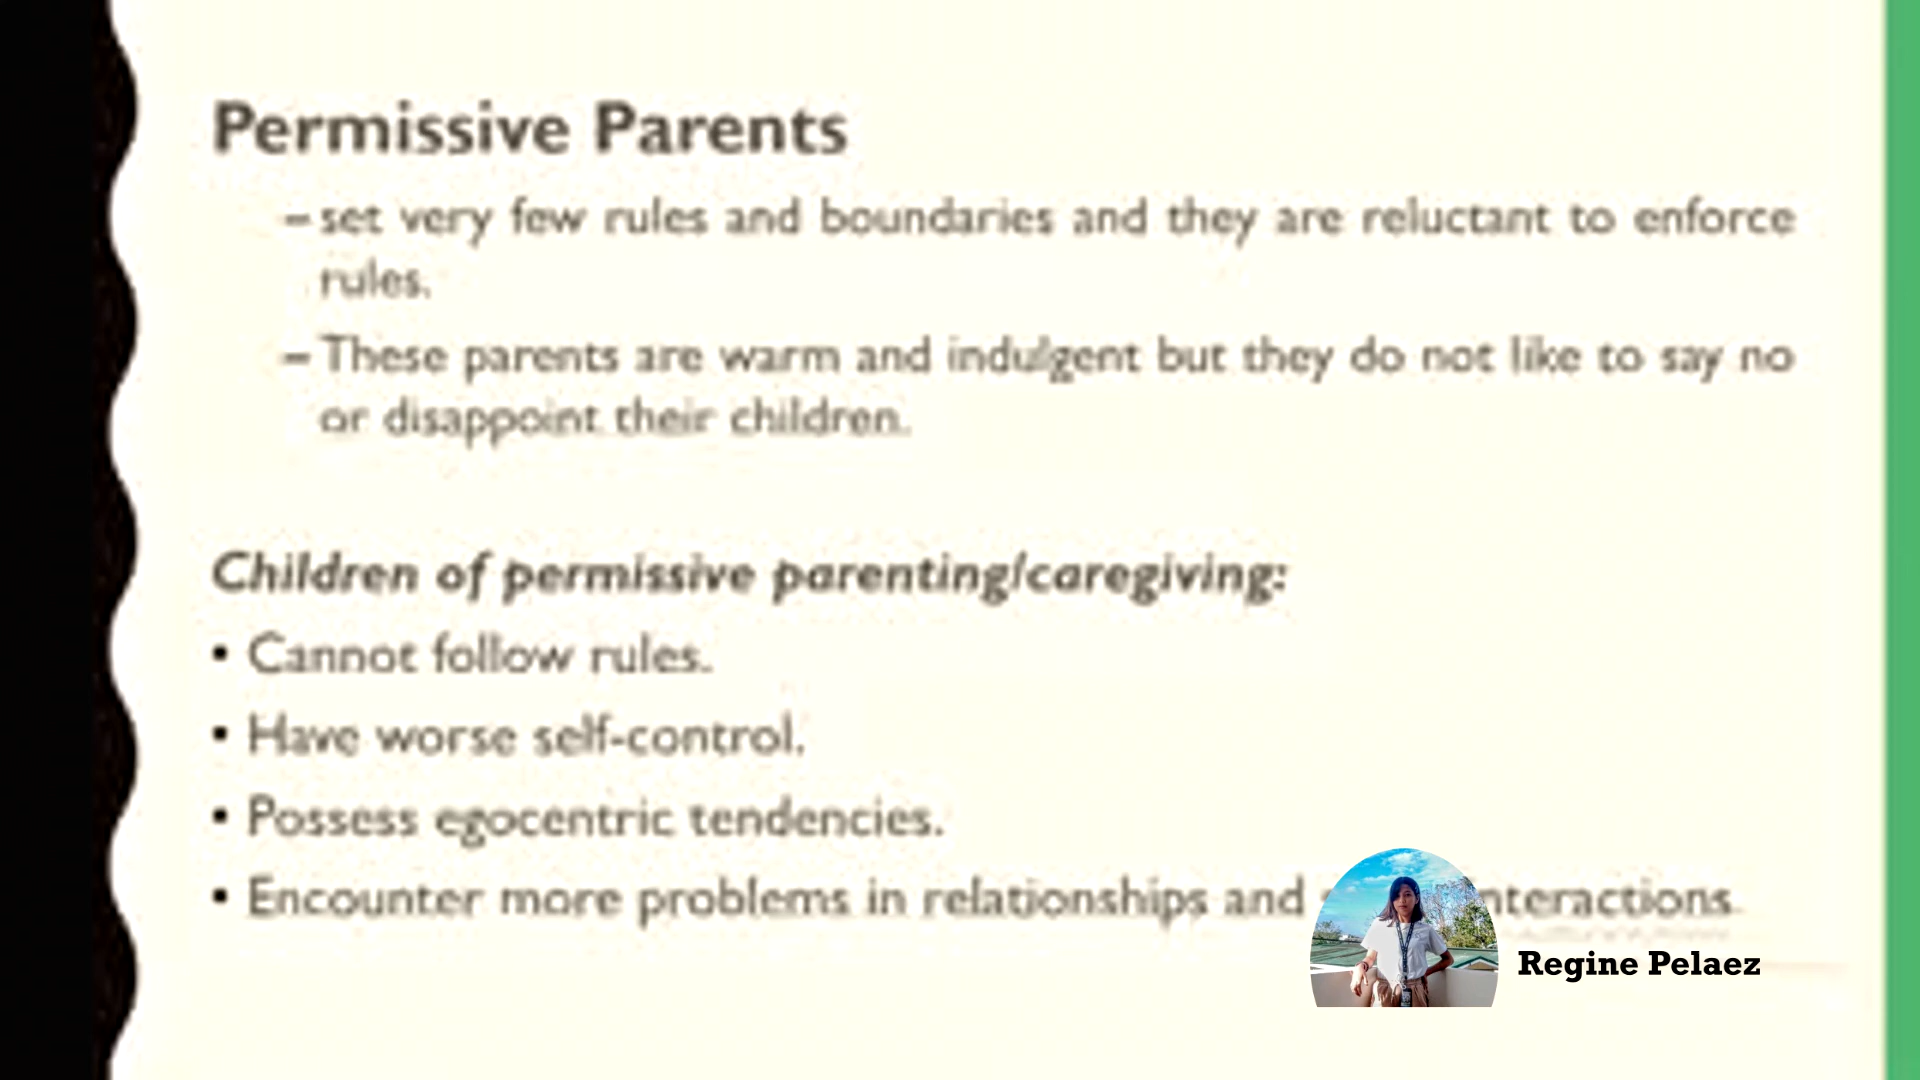 Permissive Parents
– set very few rules and boundaries and they are reluctant to enforce
rules.
– These parents are warm and indulgent but they do not like to say no
or disappoint their children.
Children of permissive parenting/caregiving:
• Cannot follow rules.
• Have worse self-control.
• Possess egocentric tendencies.
• Encounter more problems in relationships and nteractions.
Regine Pelaez